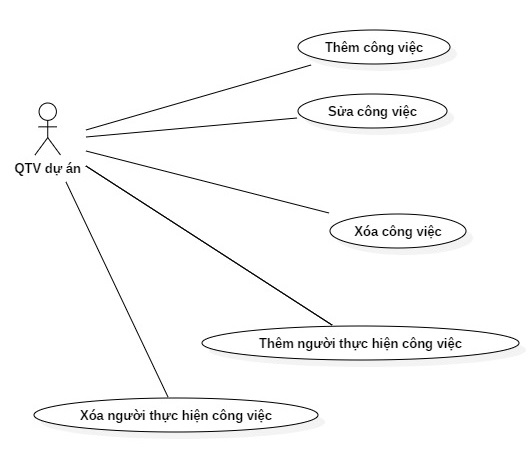 Thêm công việc
Sửa công việc
QTV dự án
Xóa công việc
Thêm người thực hiện công việc
Xóa người thực hiện công việc